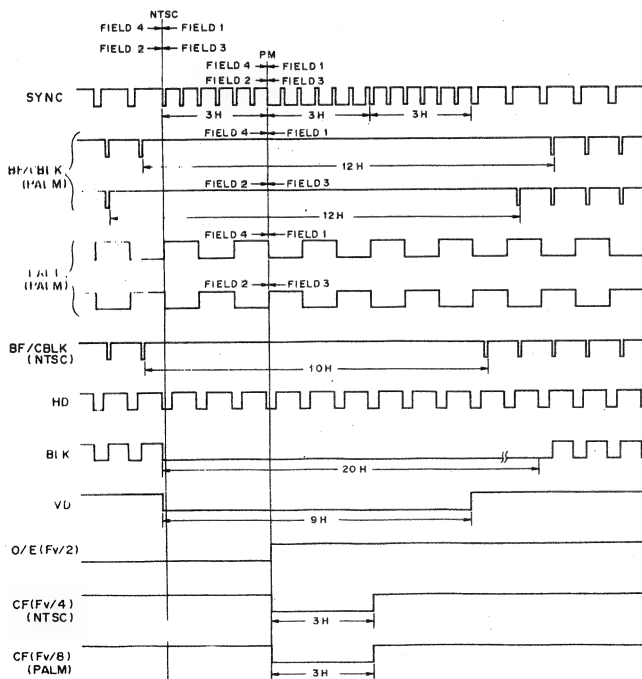 NTSC
FIELD 4 FIELD 1
FIELD 2 FIELD 3
PM
FIELD 4 FIELD 1
FIELD 2 FIELD 3
SYNC
3H 3H 3H
FIELD 4 FIELD 1
12H
BF/CBLK
(PALM)
FIELD 2 FIELD 3
12H
FIELD 4 FIELD 1
(PALM)
FIELD 2 FIELD 3
BF/CBLK
(NTSC)
10H
HD
BLK
20H
VD
9H
O/E(Fv/2)
CF(Fv/4)
(NTSC)
3H
CF(Fv/8)
(PALM)
3H